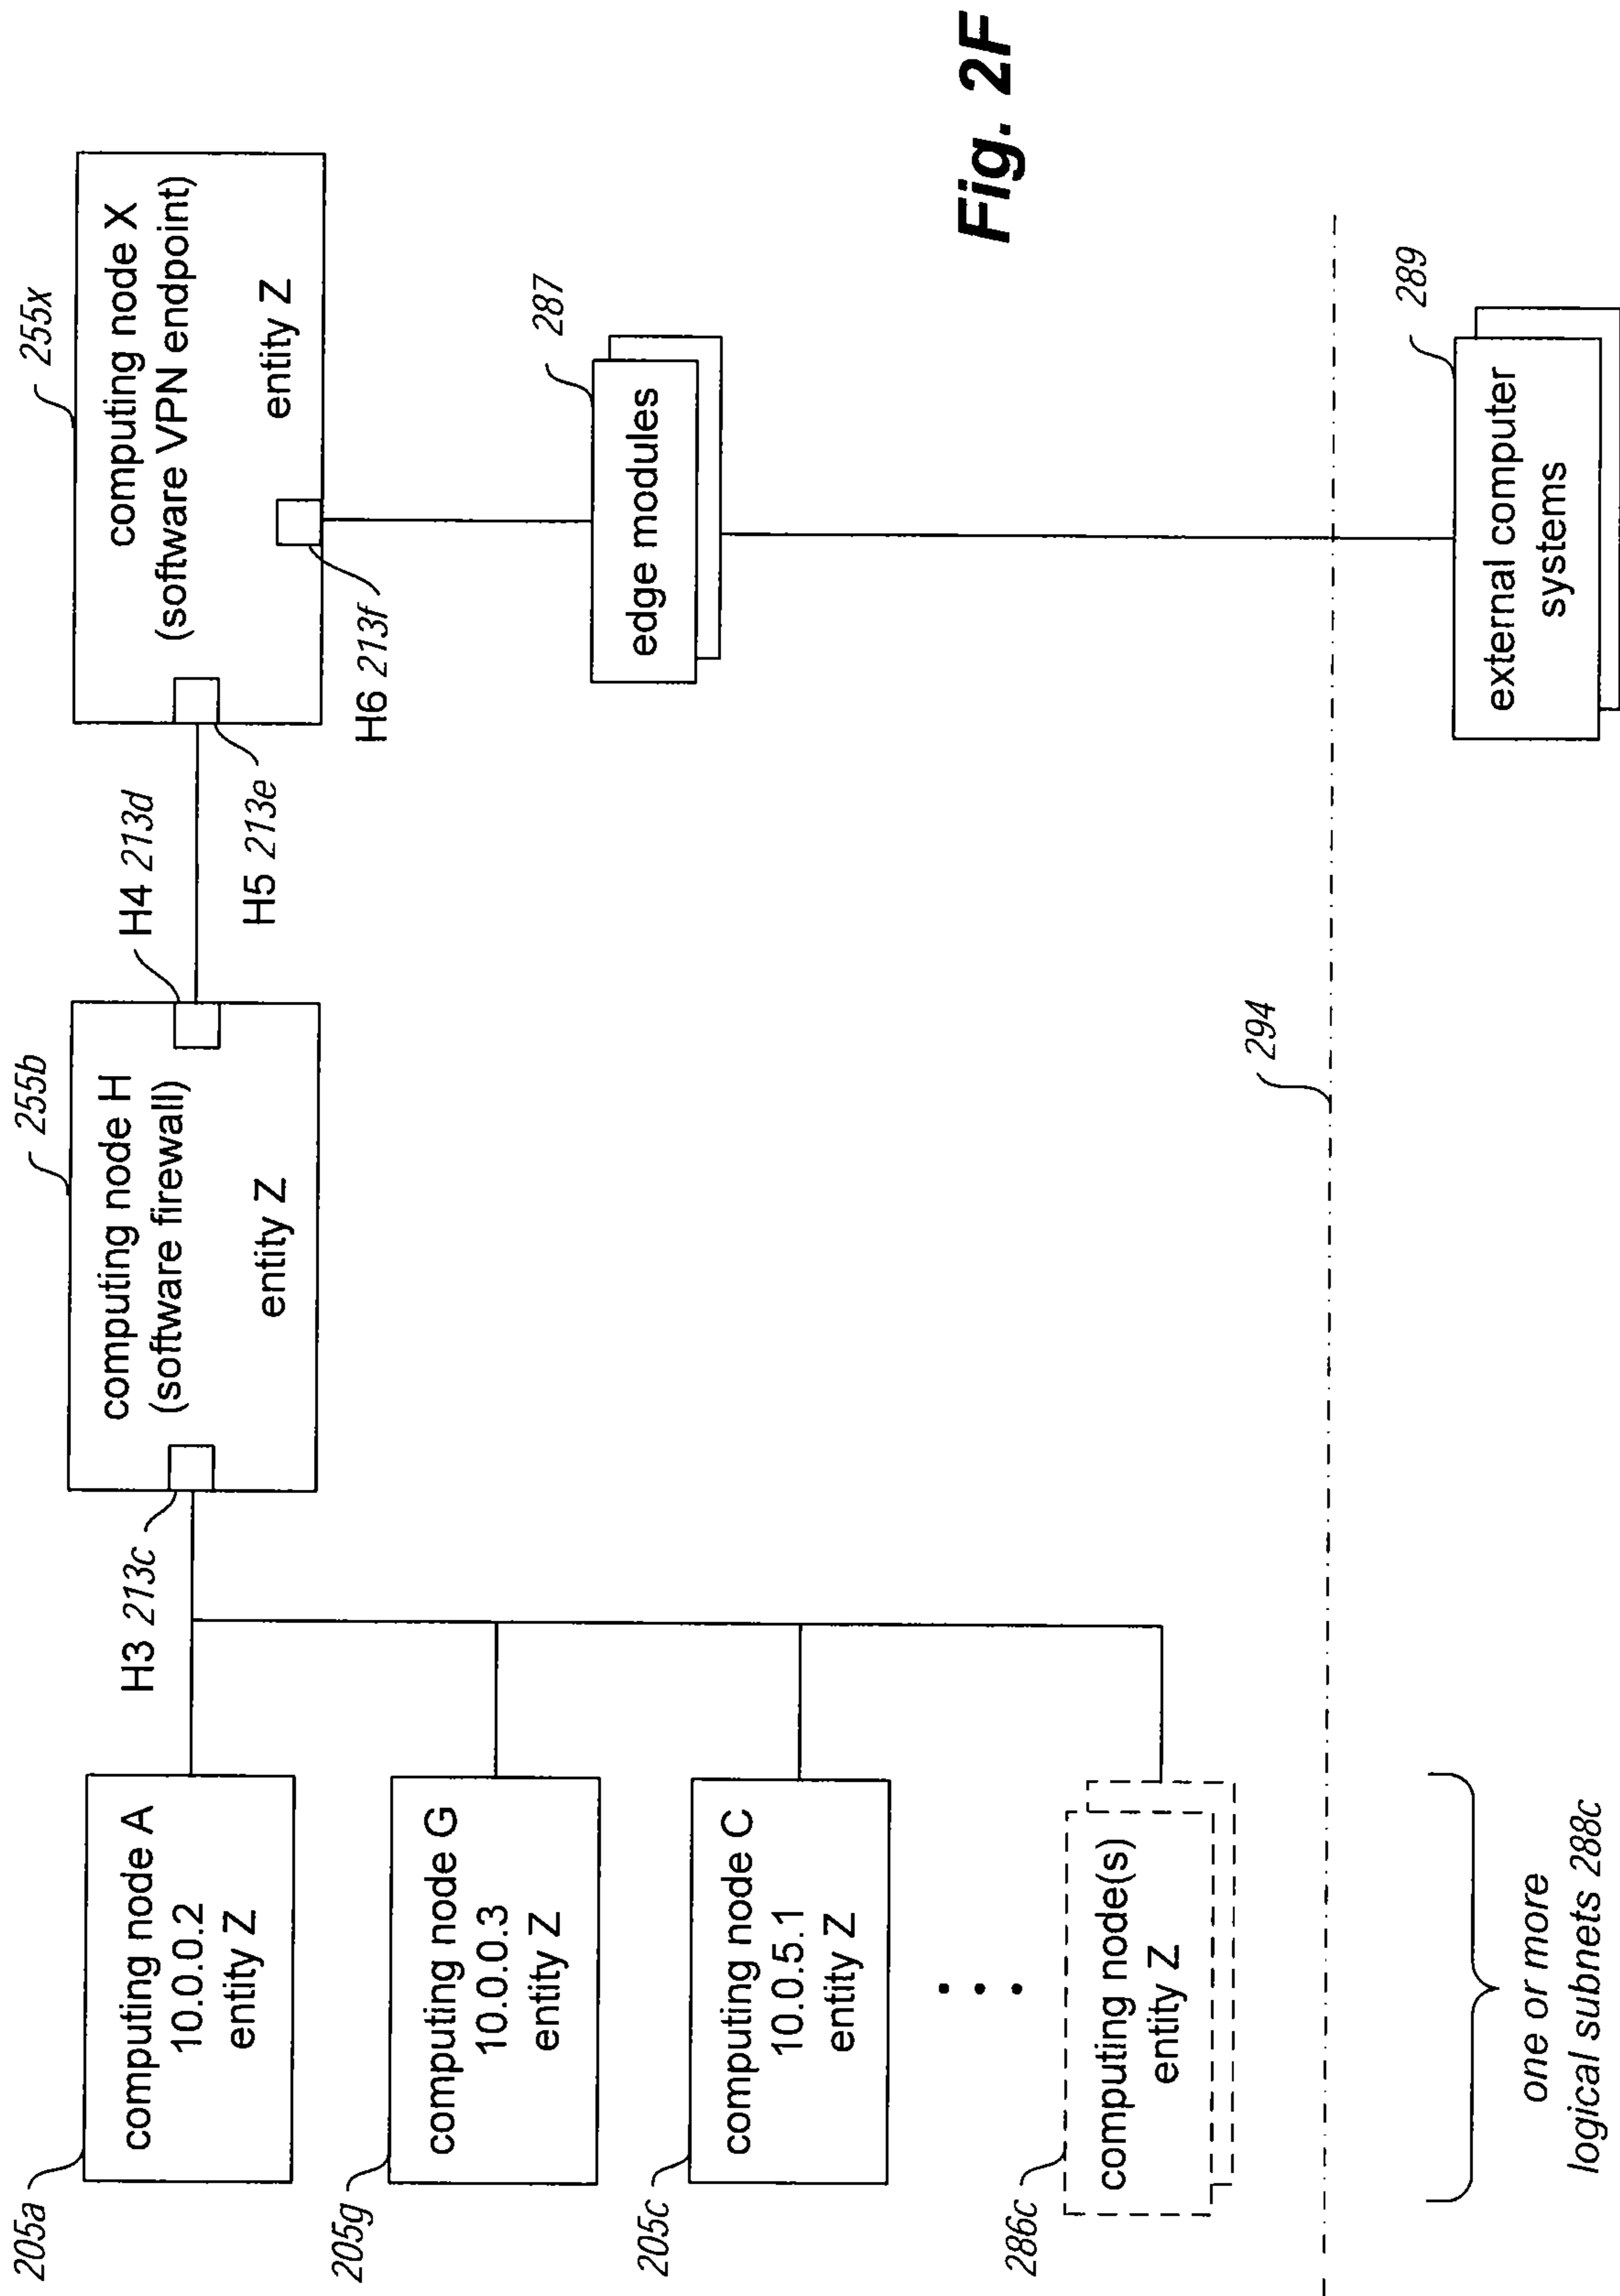 205a
computing node A
10.0.0.2
entity Z
H3 213c
255b
computing node H
(software firewall)
entity Z
H4 213d
H5 213e
255x
computing node X
(software VPN endpoint)
entity Z
H6 213f
205g
computing node G
10.0.0.3
entity Z
287
edge modules
205c
computing node C
10.0.5.1
entity Z
286c
computing node(s)
entity Z
Fig. 2F
294
289
external computer
systems
one or more
logical subnets 288c